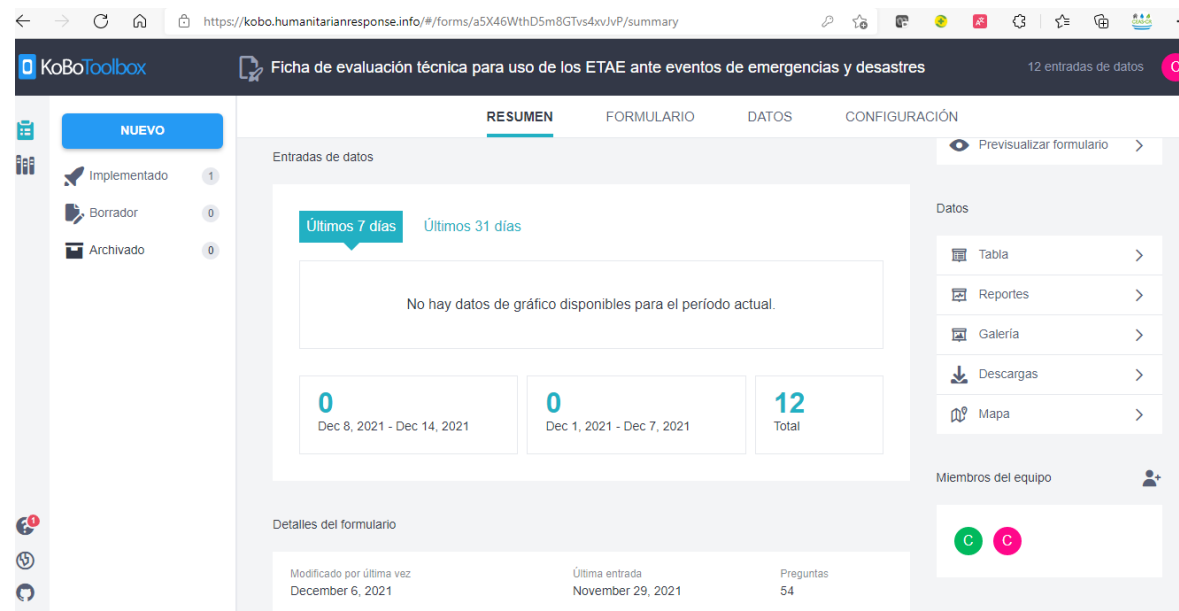 https://kobo.humanitarianresponse.info/#/forms/a5X46WthD5m8GTvs4xvJvP/summary
KoBoToolbox
Ficha de evaluación técnica para uso de los ETAE ante eventos de emergencias y desastres
12 entradas de datos
C
NUEVO
Implementado 1
Borrador 0
Archivado 0
1
RESUMEN FORMULARIO DATOS CONFIGURACIÓN
Entradas de datos
Últimos 7 días Últimos 31 días
No hay datos de gráfico disponibles para el período actual.
0 0 12
Dec 8, 2021 - Dec 14, 2021 Dec 1, 2021 - Dec 7, 2021 Total
Detalles del formulario
Modificado por última vez Última entrada Preguntas
December 6, 2021 November 29, 2021 54
Previsualizar formulario
Datos
Tabla
Reportes
Galería
Descargas
Mapa
Miembros del equipo
C C